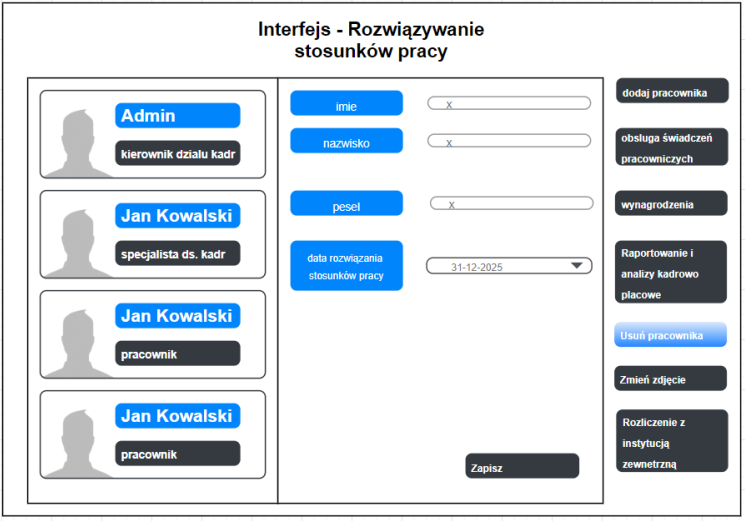 Interfejs - Rozwiązywanie
stosunków pracy
Admin
kierownik dzialu kadr
Jan Kowalski
specjalista ds. kadr
Jan Kowalski
pracownik
Jan Kowalski
pracownik
imie
x
nazwisko
x
pesel
x
data rozwiązania
stosunków pracy
31-12-2025
Zapisz
dodaj pracownika
obsluga świadczeń
pracowniczych
wynagrodzenia
Raportowanie i
analizy kadrowo
placowe
Usuń pracownika
Zmień zdjęcie
Rozliczenie z
instytucją
zewnetrzną